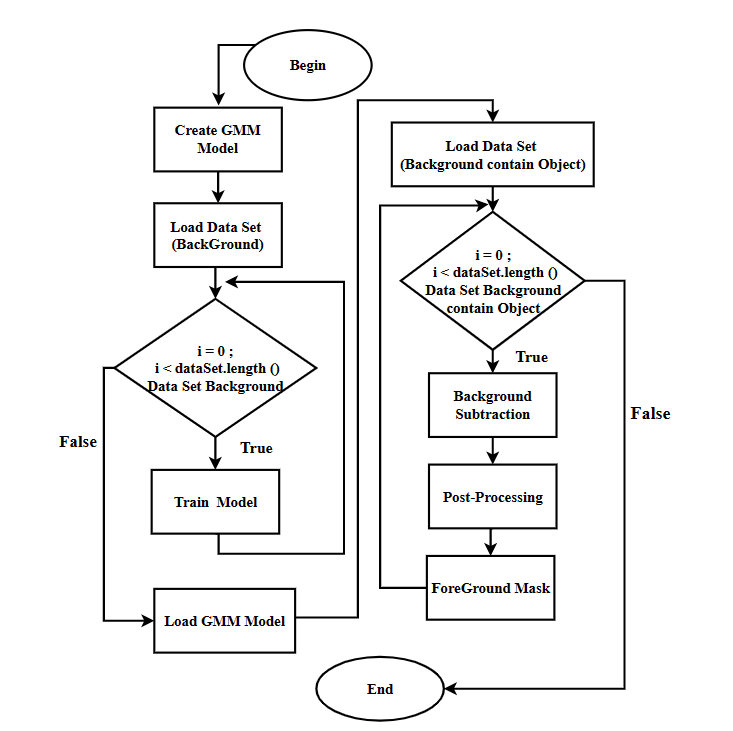 Begin
Create GMM
Model
Load Data Set
(BackGround)
i = 0 ;
i < dataSet.length ()
Data Set Background
False
True
Train Model
Load GMM Model
Load Data Set
(Background contain Object)
i = 0 ;
i < dataSet.length ()
Data Set Background
contain Object
True
False
Background
Subtraction
Post-Processing
ForeGround Mask
End